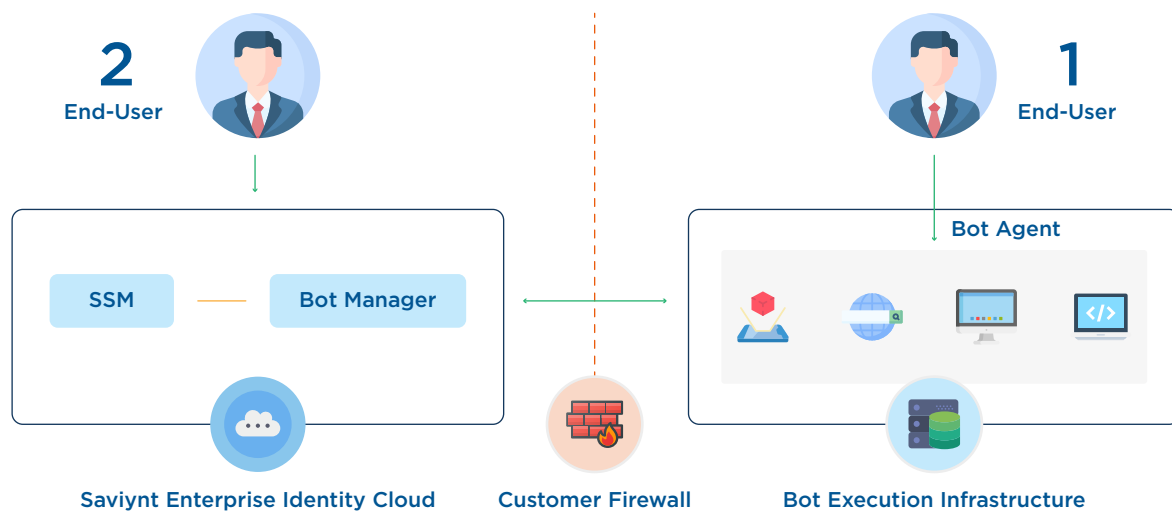 2
End-User
1
End-User
Bot Agent
SSM
Bot Manager
</>
Saviynt Enterprise Identity Cloud
Customer Firewall
Bot Execution Infrastructure